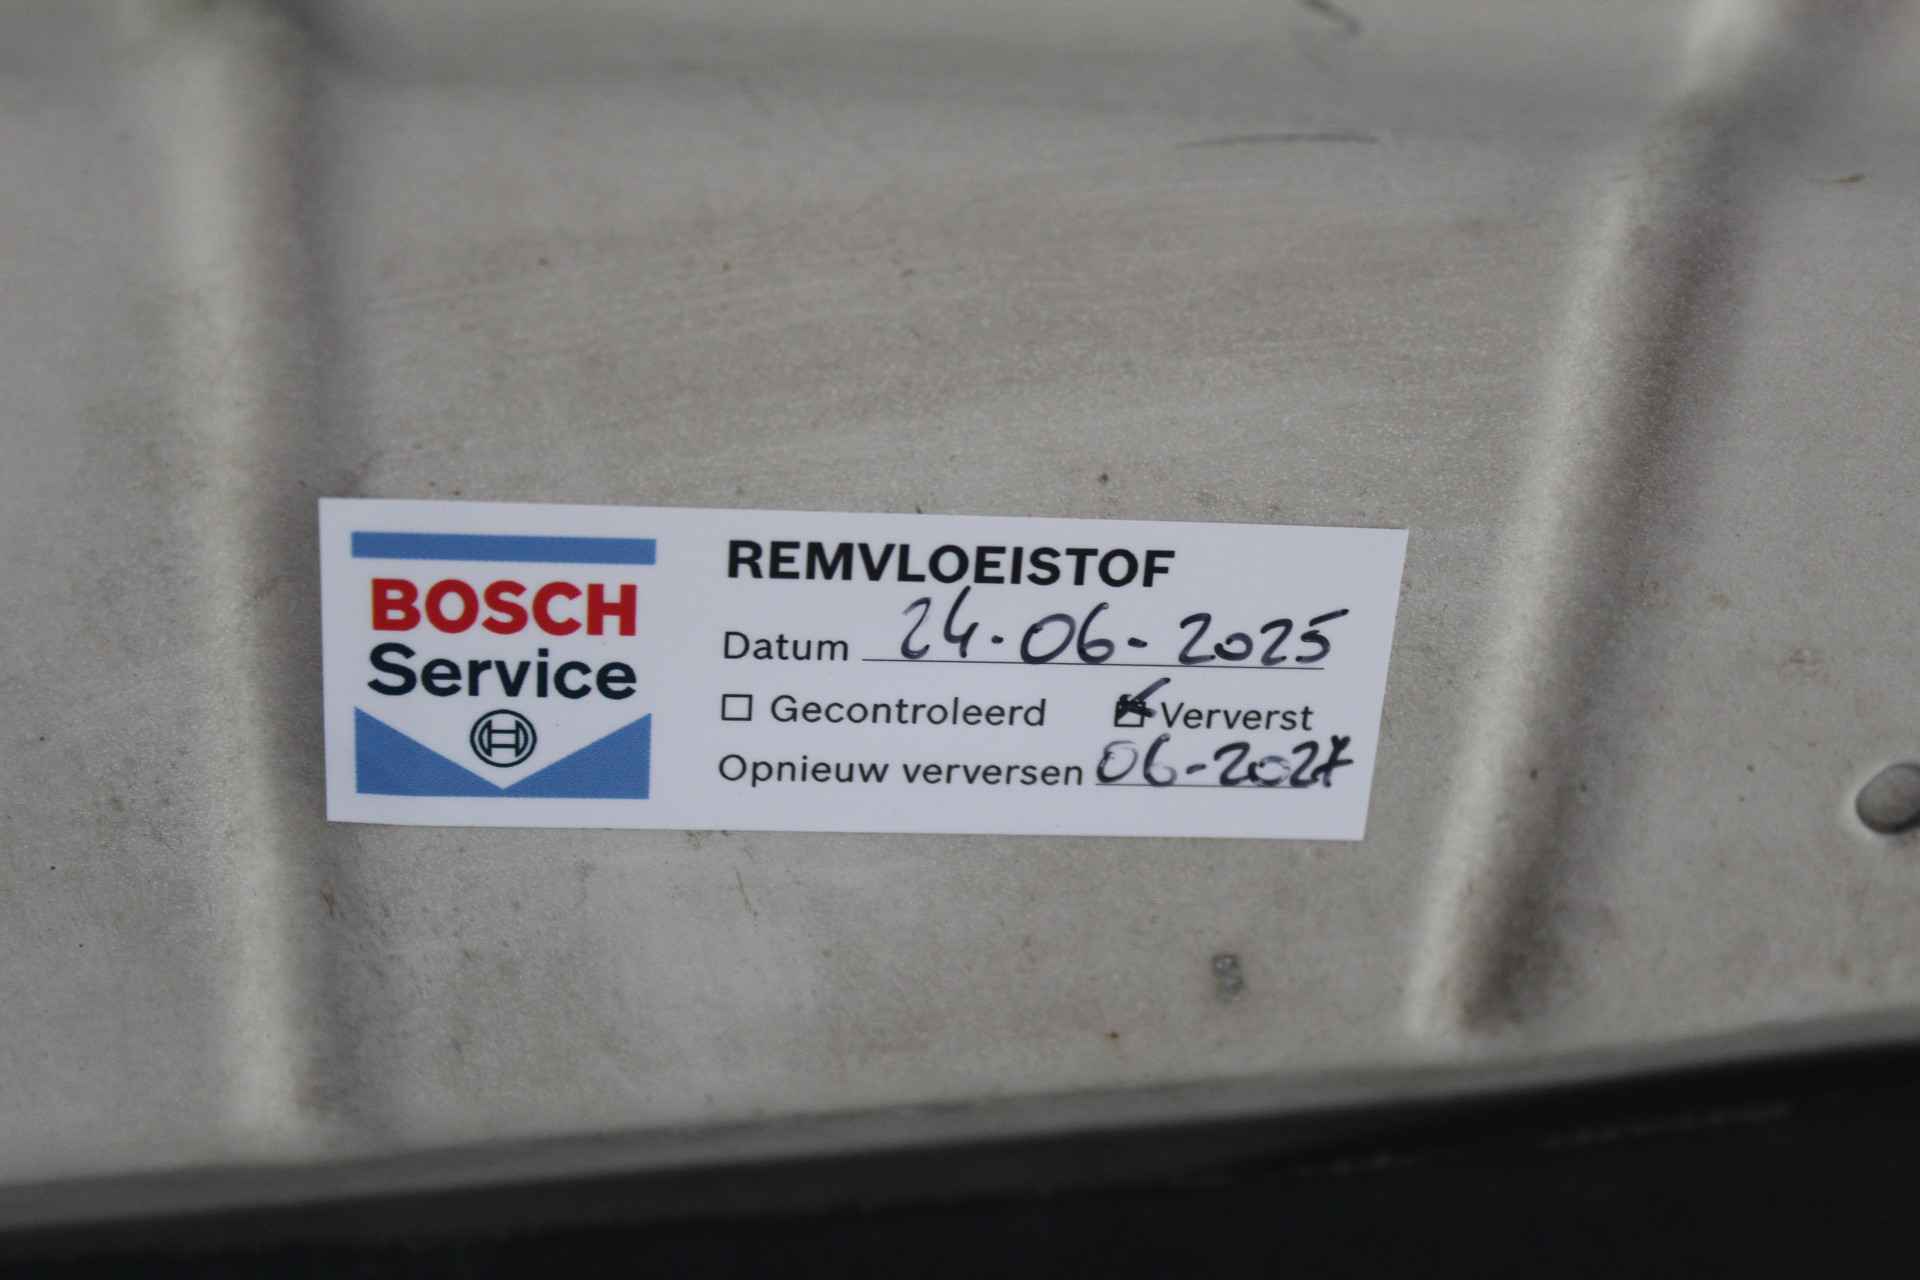 BOSCH
Service
REMVLOEISTOF
Datum 24-06-2025
☐ Gecontroleerd ☑ Ververst
Opnieuw verversen 06-2027